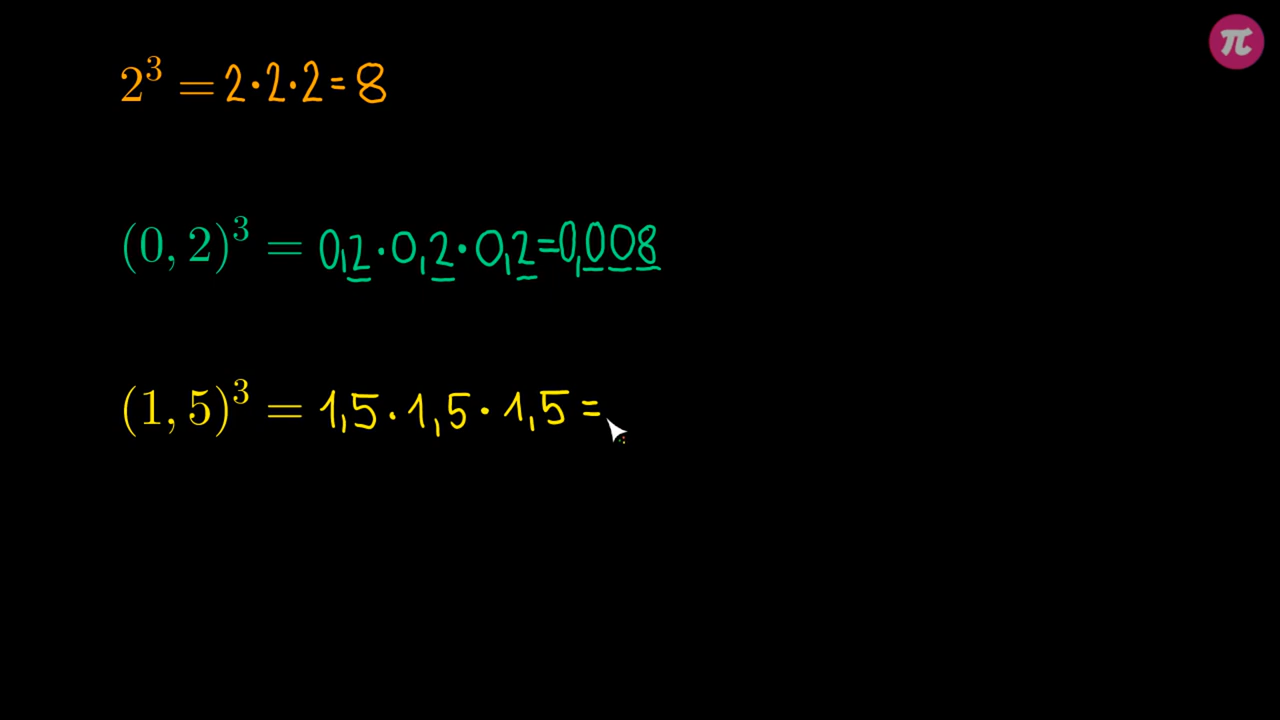 π
2³ = 2·2·2=8
(0, 2)³ = 0,2·0,2·0,2=0,008
(1, 5)³ = 1,5·1,5·1,5=